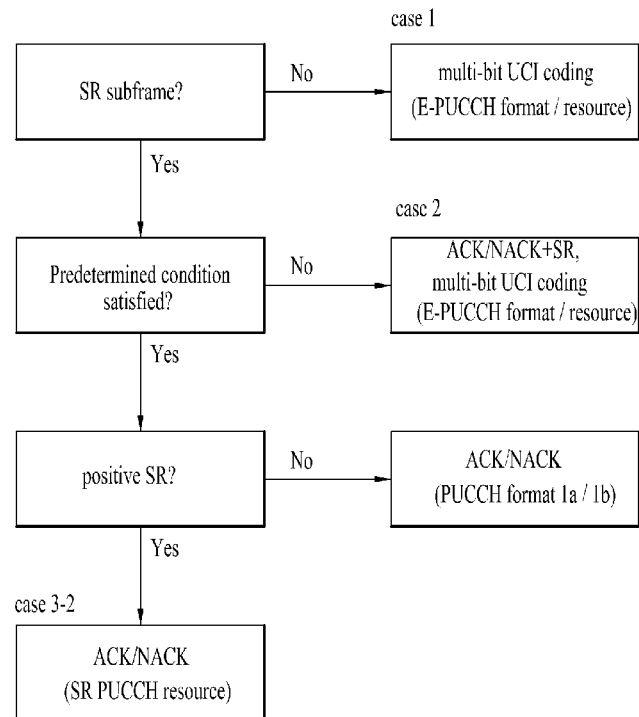 case 1
SR subframe?
No
multi-bit UCI coding
(E-PUCCH format / resource)
Yes
case 2
Predetermined condition
satisfied?
No
ACK/NACK+SR,
multi-bit UCI coding
(E-PUCCH format / resource)
Yes
positive SR?
No
ACK/NACK
(PUCCH format 1a / 1b)
Yes
case 3-2
ACK/NACK
(SR PUCCH resource)